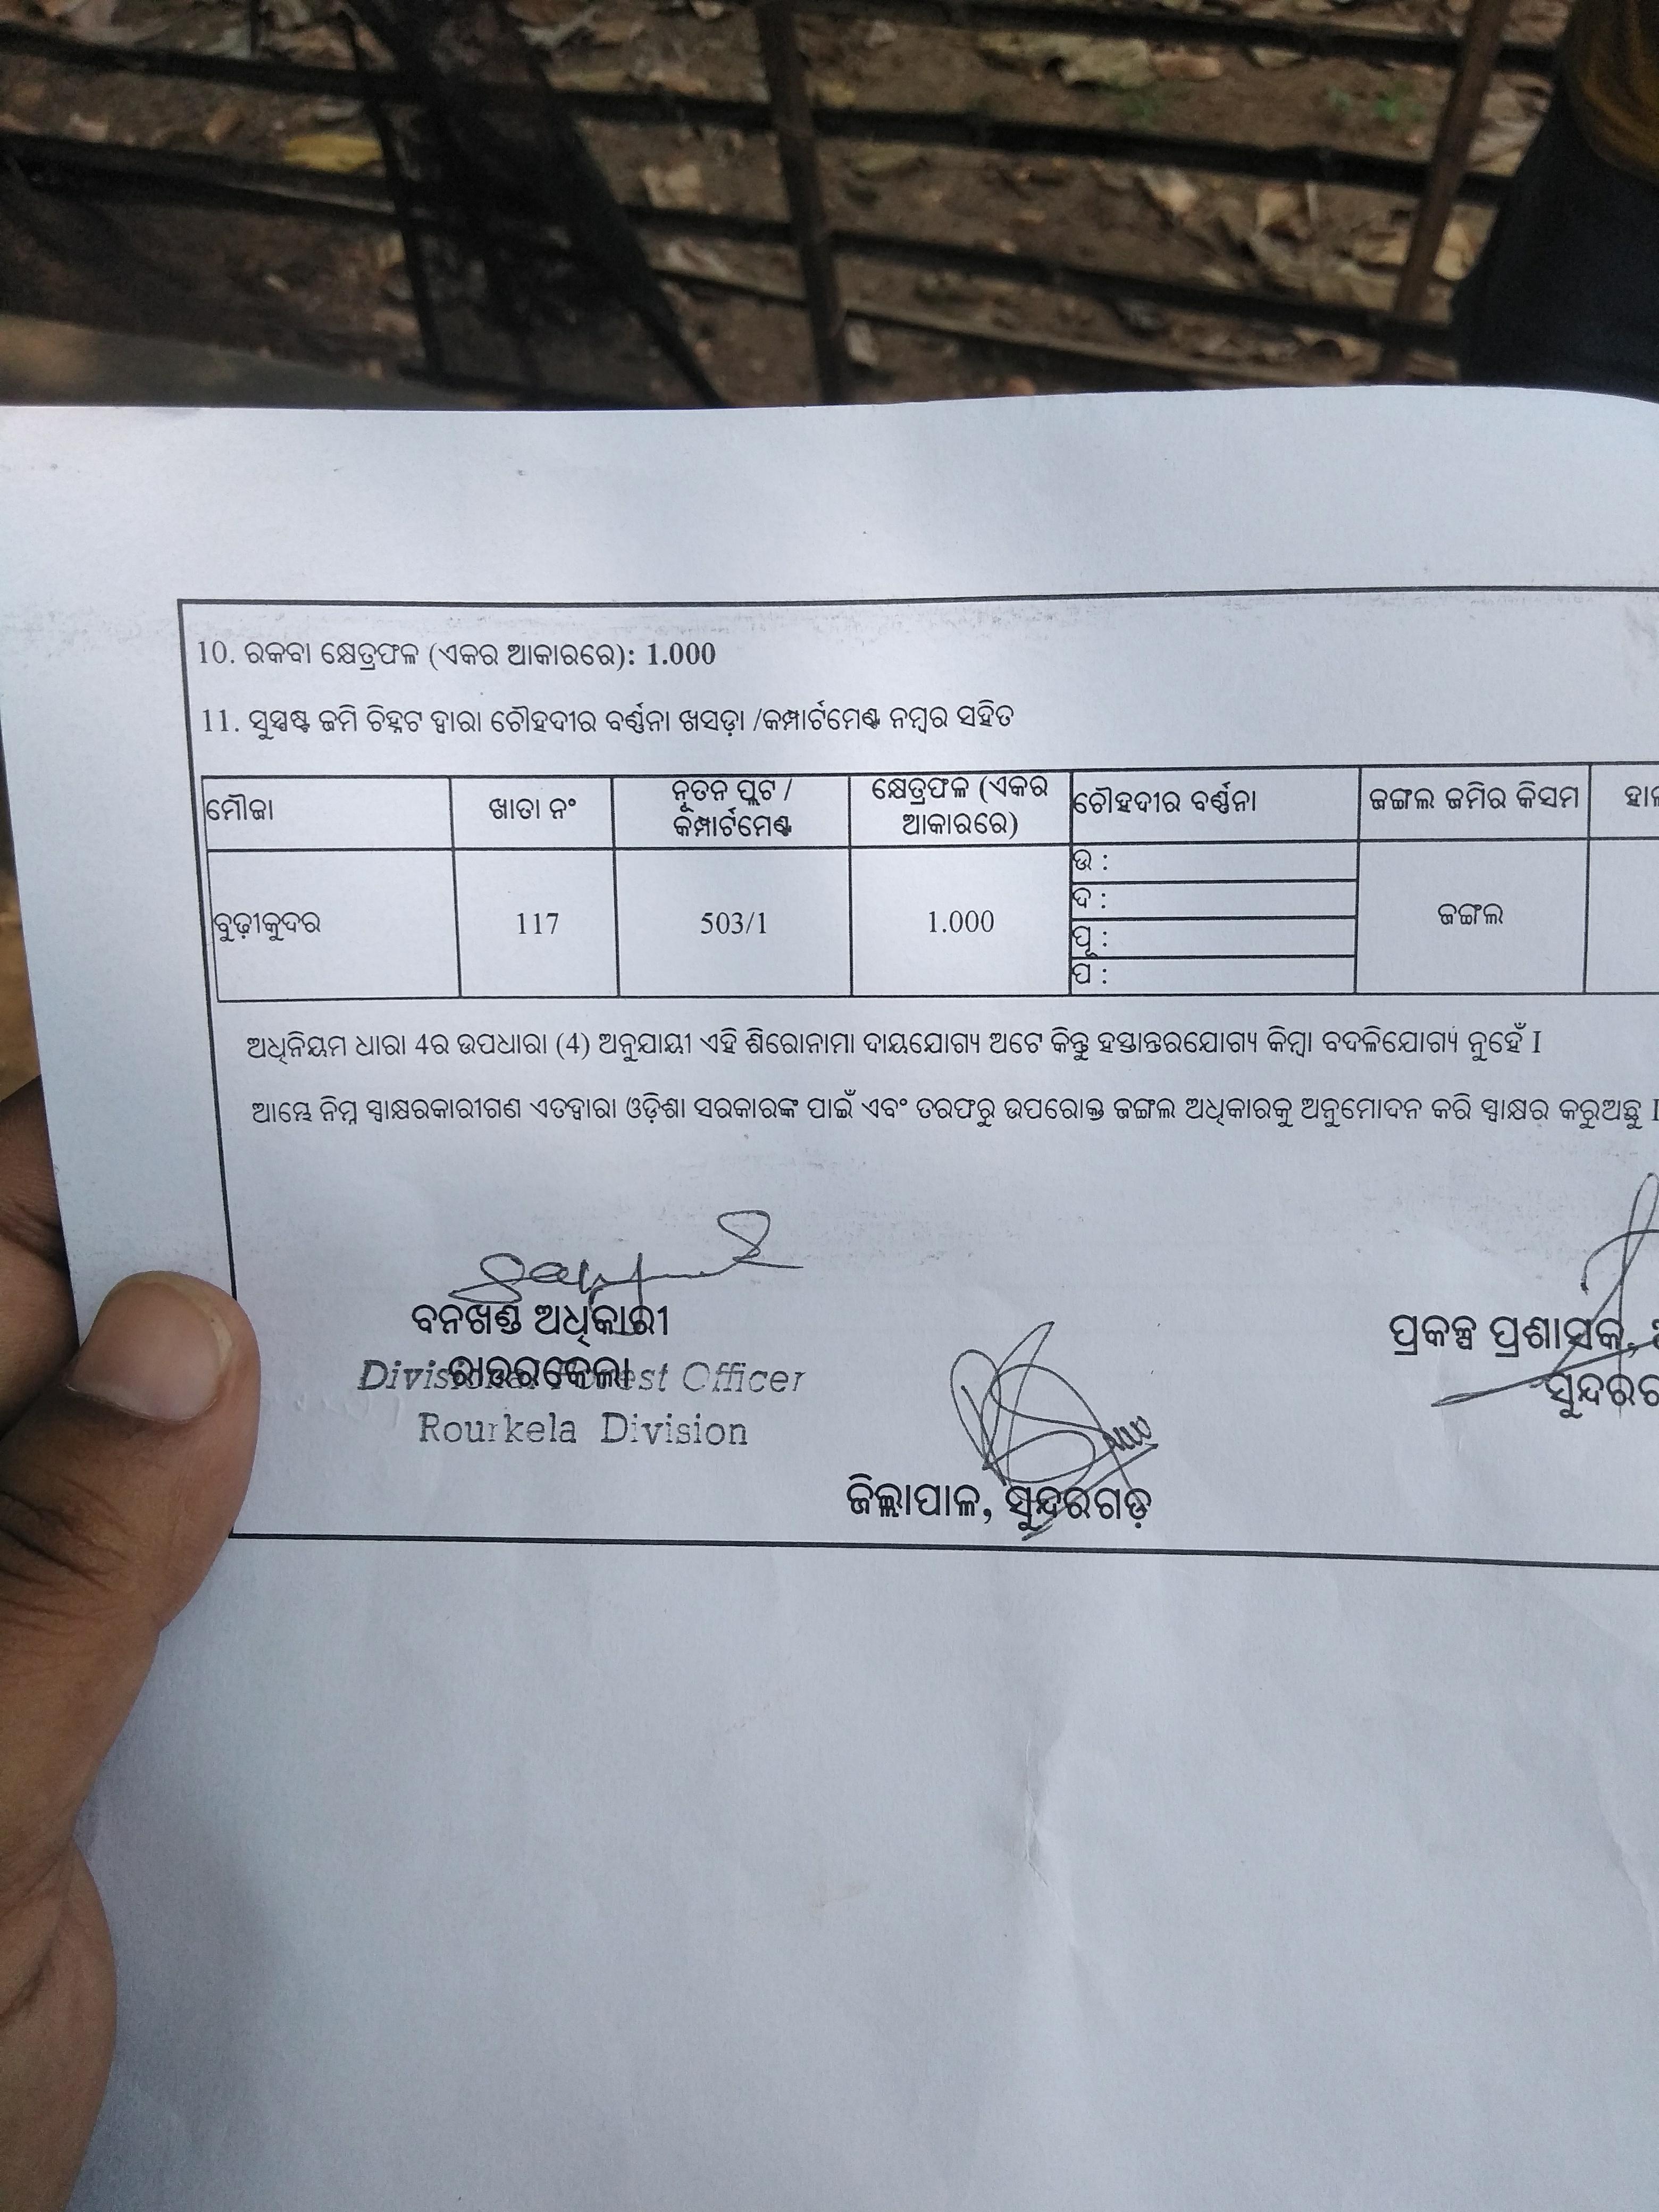 10. ରକବା କ୍ଷେତ୍ରଫଳ (ଏକର ଆକାରରେ): 1.000
11. ସୁସ୍ପଷ୍ଟ ଜମି ଚିହ୍ନଟ ଦ୍ୱାରା ଚୌହଦୀର ବର୍ଣ୍ଣନା ଖସଡ଼ା /କମ୍ପାର୍ଟମେଣ୍ଟ ନମ୍ବର ସହିତ
ମୌଜା ଖାତା ନଂ ନୂତନ ପ୍ଲଟ / କମ୍ପାର୍ଟମେଣ୍ଟ କ୍ଷେତ୍ରଫଳ (ଏକର ଆକାରରେ) ଚୌହଦୀର ବର୍ଣ୍ଣନା ଜଙ୍ଗଲ ଜମିର କିସମ
ବୁଢ଼ୀକୁଦର 117 503/1 1.000 ଜଙ୍ଗଲ
ଉ :
ଦ :
ପୂ :
ପ :
ଅଧିନିୟମ ଧାରା 4ର ଉପଧାରା (4) ଅନୁଯାୟୀ ଏହି ଶିରୋନାମା ଦାୟଯୋଗ୍ୟ ଅଟେ କିନ୍ତୁ ହସ୍ତାନ୍ତରଯୋଗ୍ୟ କିମ୍ବା ବଦଳିଯୋଗ୍ୟ ନୁହେଁ I
ଆମ୍ଭେ ନିମ୍ନ ସ୍ୱାକ୍ଷରକାରୀଗଣ ଏତଦ୍ୱାରା ଓଡ଼ିଶା ସରକାରଙ୍କ ପାଇଁ ଏବଂ ତରଫରୁ ଉପରୋକ୍ତ ଜଙ୍ଗଲ ଅଧିକାରକୁ ଅନୁମୋଦନ କରି ସ୍ୱାକ୍ଷର କରୁଅଛୁ I
ବନଖଣ୍ଡ ଅଧିକାରୀ
ରାଉରକେଲା
Divisional Forest Officer
Rourkela Division
ଜିଲ୍ଲାପାଳ, ସୁନ୍ଦରଗଡ଼
ପ୍ରକଳ୍ପ ପ୍ରଶାସକ,